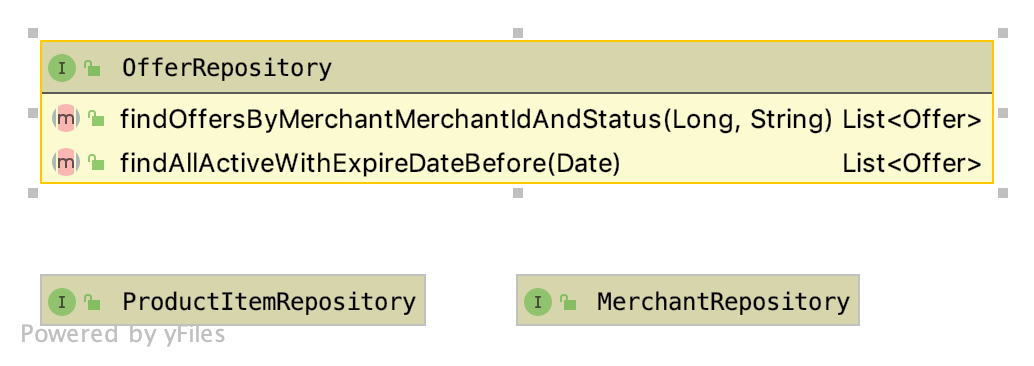 I OfferRepository
m findOffersByMerchantMerchantIdAndStatus(Long, String) List<Offer>
m findAllActiveWithExpireDateBefore(Date) List<Offer>
I ProductItemRepository I MerchantRepository
Powered by yFiles